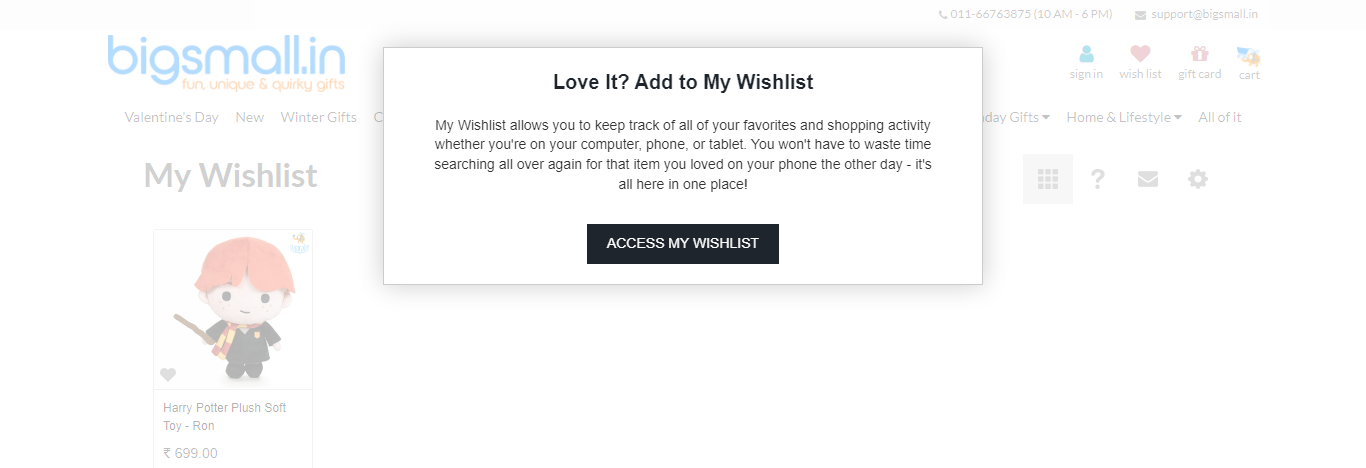 011-66763875 (10 AM - 6 PM) support@bigsmall.in
bigsmall.in
fun, unique & quirky gifts
sign in wish list gift card cart
Valentine's Day New Winter Gifts
Gifts Home & Lifestyle All of it
My Wishlist
Love It? Add to My Wishlist
My Wishlist allows you to keep track of all of your favorites and shopping activity
whether you're on your computer, phone, or tablet. You won't have to waste time
searching all over again for that item you loved on your phone the other day - it's
all here in one place!
ACCESS MY WISHLIST
Harry Potter Plush Soft
Toy - Ron
₹ 699.00